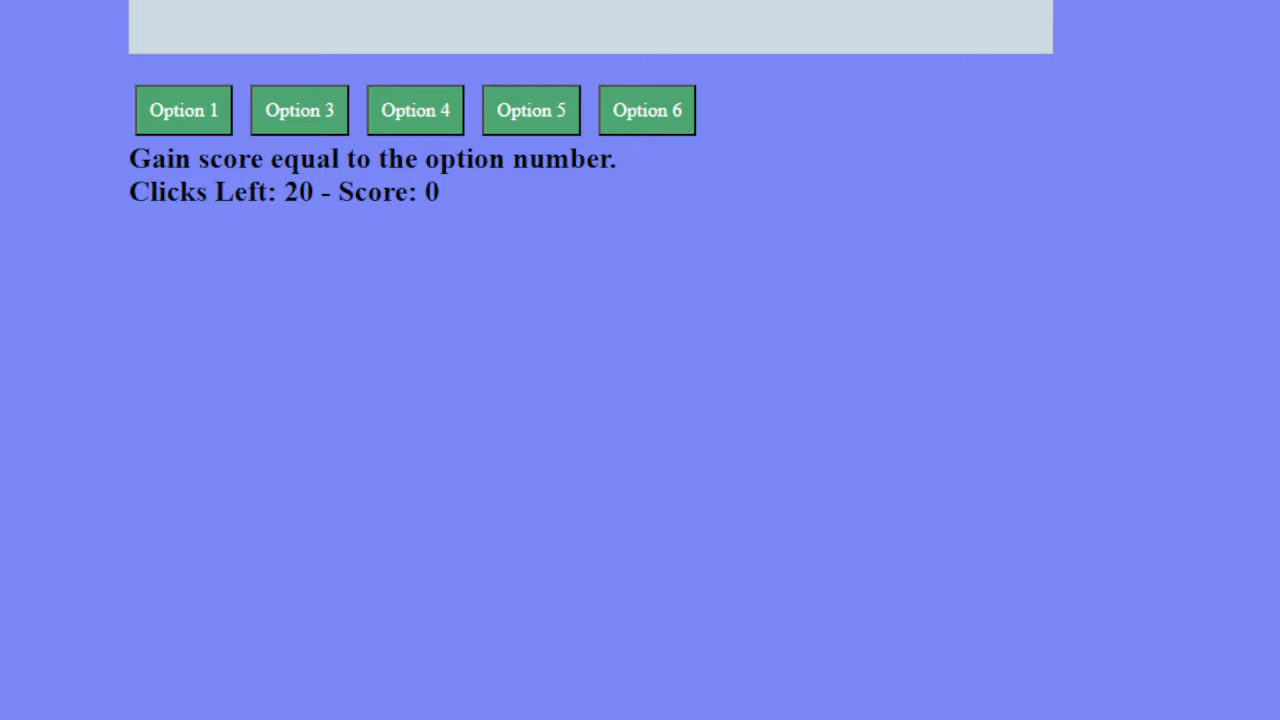 Option 1 Option 3 Option 4 Option 5 Option 6
Gain score equal to the option number.
Clicks Left: 20 - Score: 0